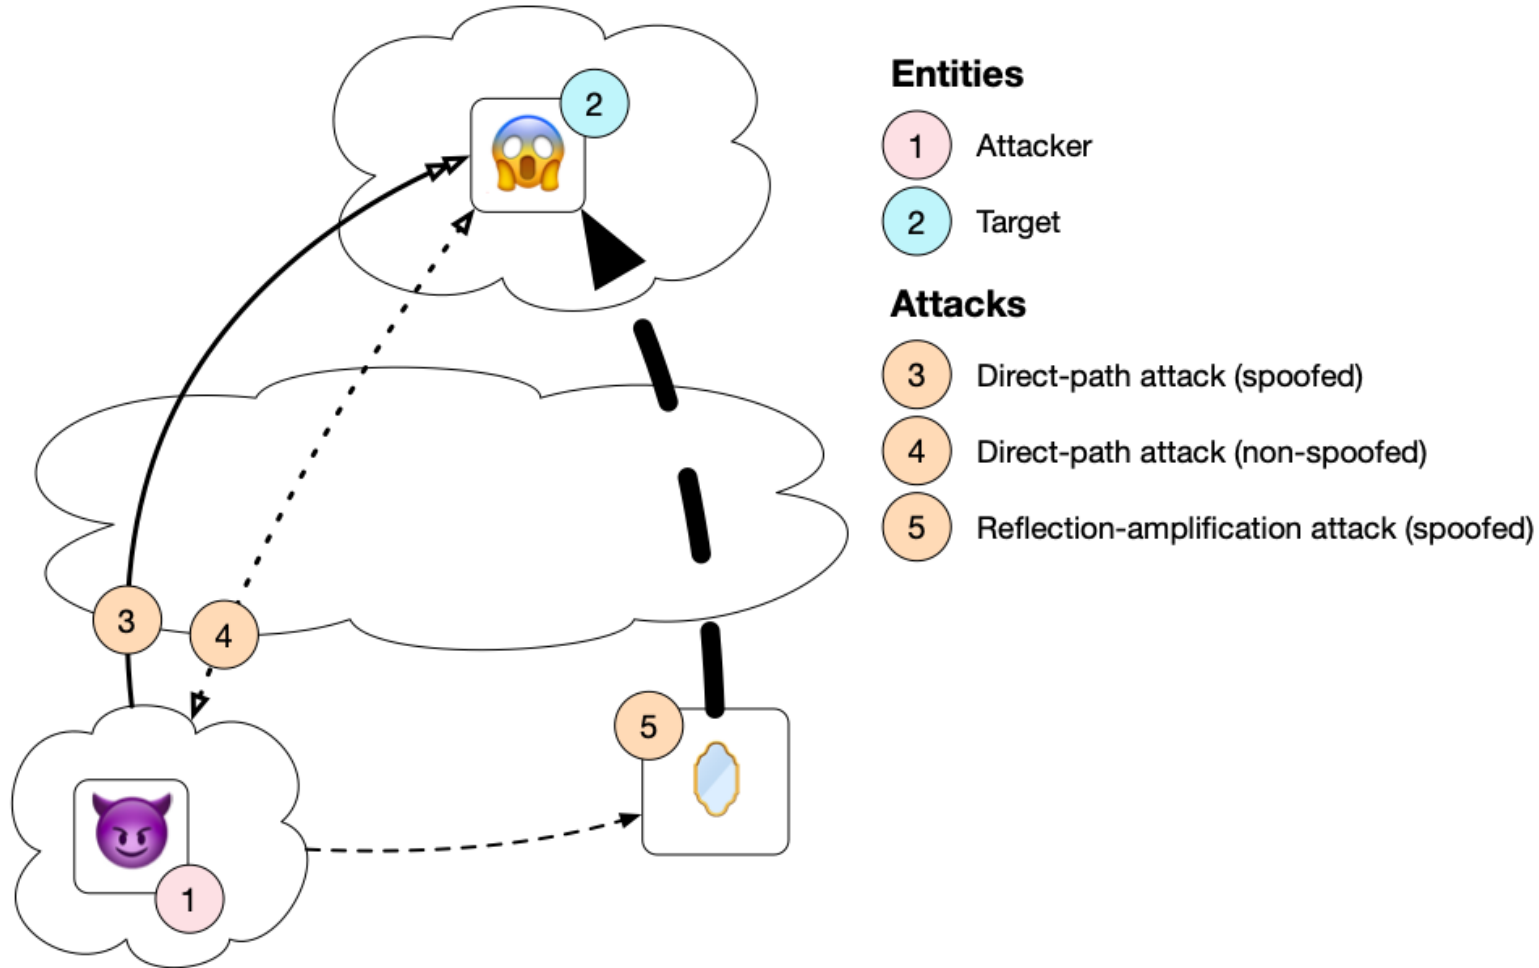 2
3
4
5
1
Entities
1 Attacker
2 Target
Attacks
3 Direct-path attack (spoofed)
4 Direct-path attack (non-spoofed)
5 Reflection-amplification attack (spoofed)